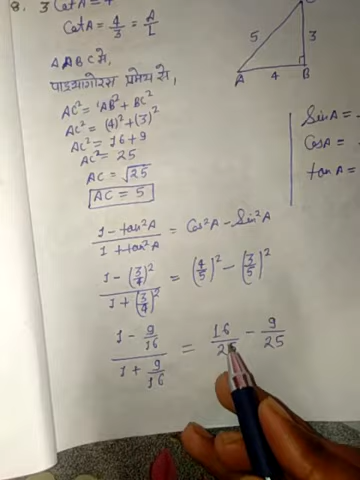 8. 3 Cot A = 4
Cot A = 4/3 = A/L
5 3
A 4 B
Δ ABC में,
पाइथागोरस प्रमेय से,
AC² = AB² + BC²
AC² = (4)² + (3)²
AC² = 16 + 9
AC² = 25
AC = √25
AC = 5
Sin A =
Cos A =
tan A =
1 - tan²A / 1 + tan²A = Cos²A - Sin²A
1 - (3/4)² / 1 + (3/4)² = (4/5)² - (3/5)²
1 - 9/16 / 1 + 9/16 = 16/25 - 9/25